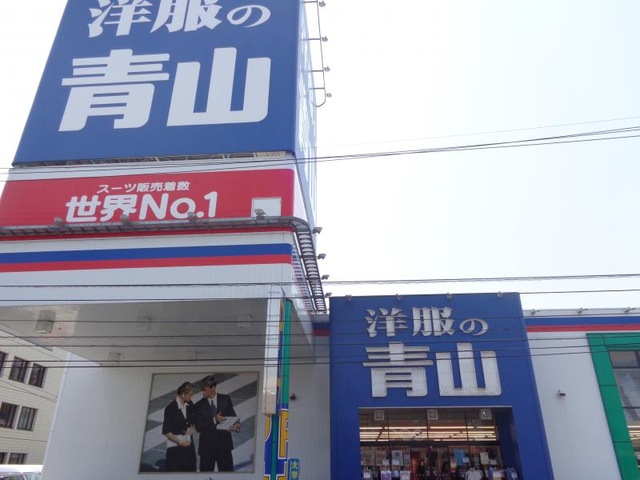 洋服の
青山
スーツ販売着数
世界No.1
洋服の
青山